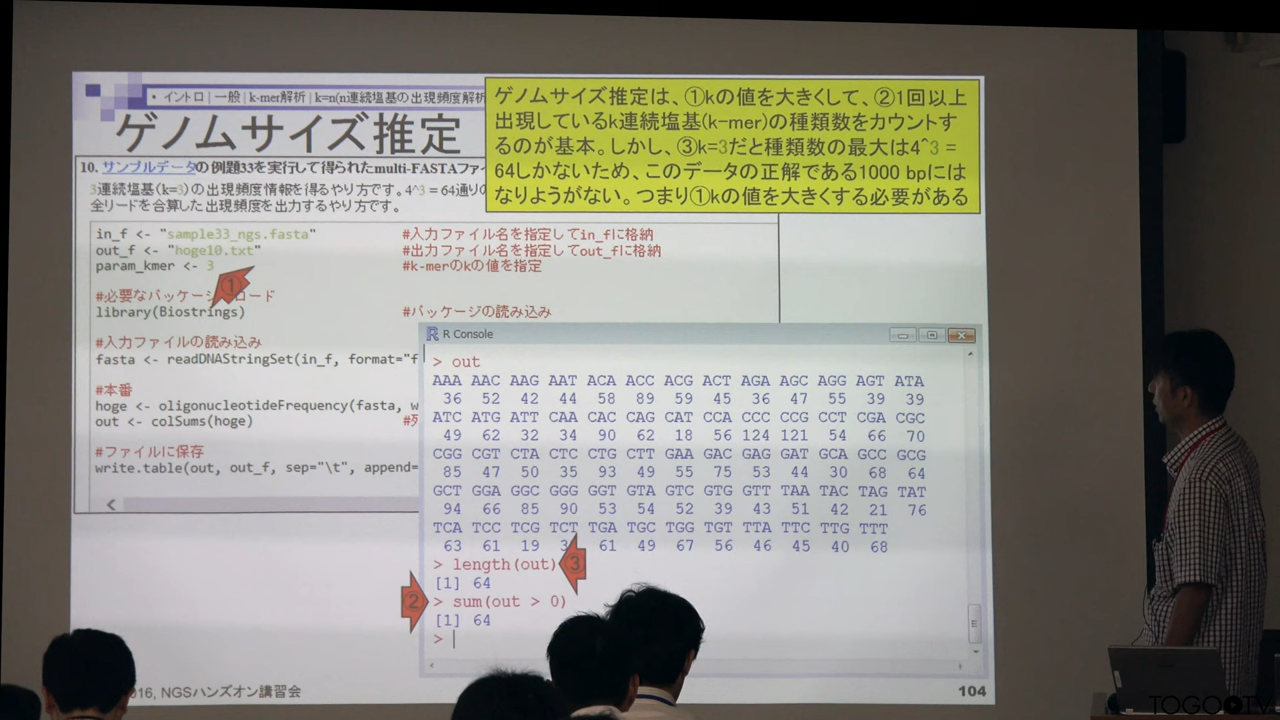 • イントロ | 一般 | k-mer解析 | k=n(n連続塩基の出現頻度解析
ゲノムサイズ推定
ゲノムサイズ推定は、①kの値を大きくして、②1回以上
出現しているk連続塩基(k-mer)の種類数をカウントす
るのが基本。しかし、③k=3だと種類数の最大は4^3 =
64しかないため、このデータの正解である1000 bpには
なりようがない。つまり①kの値を大きくする必要がある
10. サンプルデータの例題33を実行して得られたmulti-FASTAファ
3連続塩基(k=3)の出現頻度情報を得るやり方です。4^3 = 64通りの
全リードを合算した出現頻度を出力するやり方です。
in_f <- "sample33_ngs.fasta" #入力ファイル名を指定してin_fに格納
out_f <- "hoge10.txt" #出力ファイル名を指定してout_fに格納
param_kmer <- 3 #k-merのkの値を指定
①
#必要なパッケージ ロード
library(Biostrings) #パッケージの読み込み
#入力ファイルの読み込み
fasta <- readDNAStringSet(in_f, format="f
#本番
hoge <- oligonucleotideFrequency(fasta, w
out <- colSums(hoge) #列
#ファイルに保存
write.table(out, out_f, sep="\t", append=
R Console
> out
AAA AAC AAG AAT ACA ACC ACG ACT AGA AGC AGG AGT ATA
36 52 42 44 58 89 59 45 36 47 55 39 39
ATC ATG ATT CAA CAC CAG CAT CCA CCC CCG CCT CGA CGC
49 62 32 34 90 62 18 56 124 121 54 66 70
CGG CGT CTA CTC CTG CTT GAA GAC GAG GAT GCA GCC GCG
85 47 50 35 93 49 55 75 53 44 30 68 64
GCT GGA GGC GGG GGT GTA GTC GTG GTT TAA TAC TAG TAT
94 66 85 90 53 54 52 39 43 51 42 21 76
TCA TCC TCG TCT TGA TGC TGG TGT TTA TTC TTG TTT
63 61 19 61 49 67 56 46 45 40 68
> length(out) ③
[1] 64
② > sum(out > 0)
[1] 64
>
016, NGSハンズオン講習会
104
TOGOTV